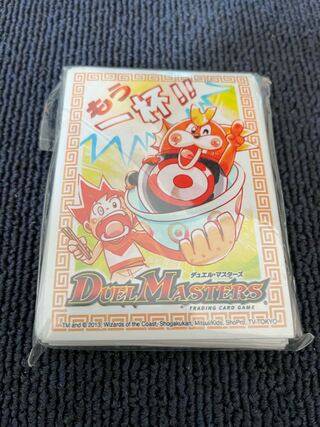 もう
一杯!!
デュエル・マスターズ
DUEL MASTERS
TRADING CARD GAME
TM and © 2013, Wizards of the Coast, Shogakukan, Mitsui/Kids, ShoPro, TV-TOKYO